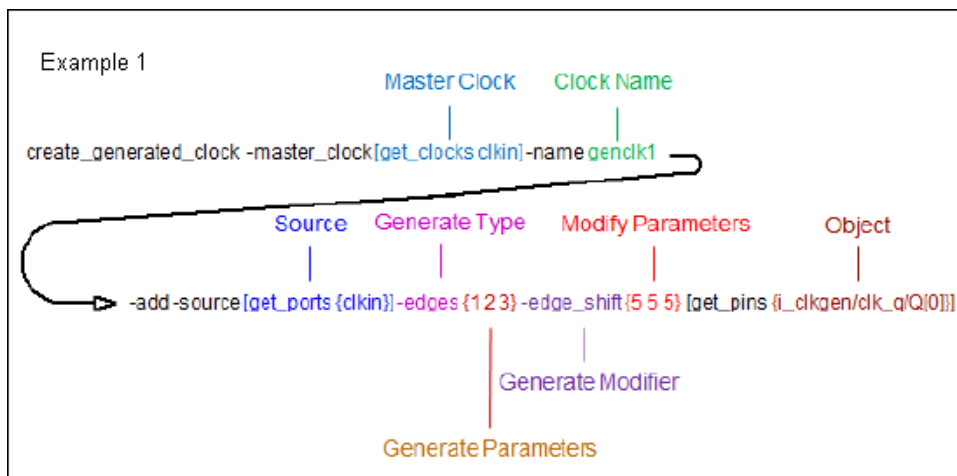 Example 1
Master Clock Clock Name
create_generated_clock -master_clock[get_clocks clkin]-name genclk1
Source Generate Type Modify Parameters Object
-add -source[get_ports {clkin}]-edges {1 2 3} -edge_shift{5 5 5} [get_pins {i_clkgen/clk_q/Q[0]}]
Generate Modifier
Generate Parameters